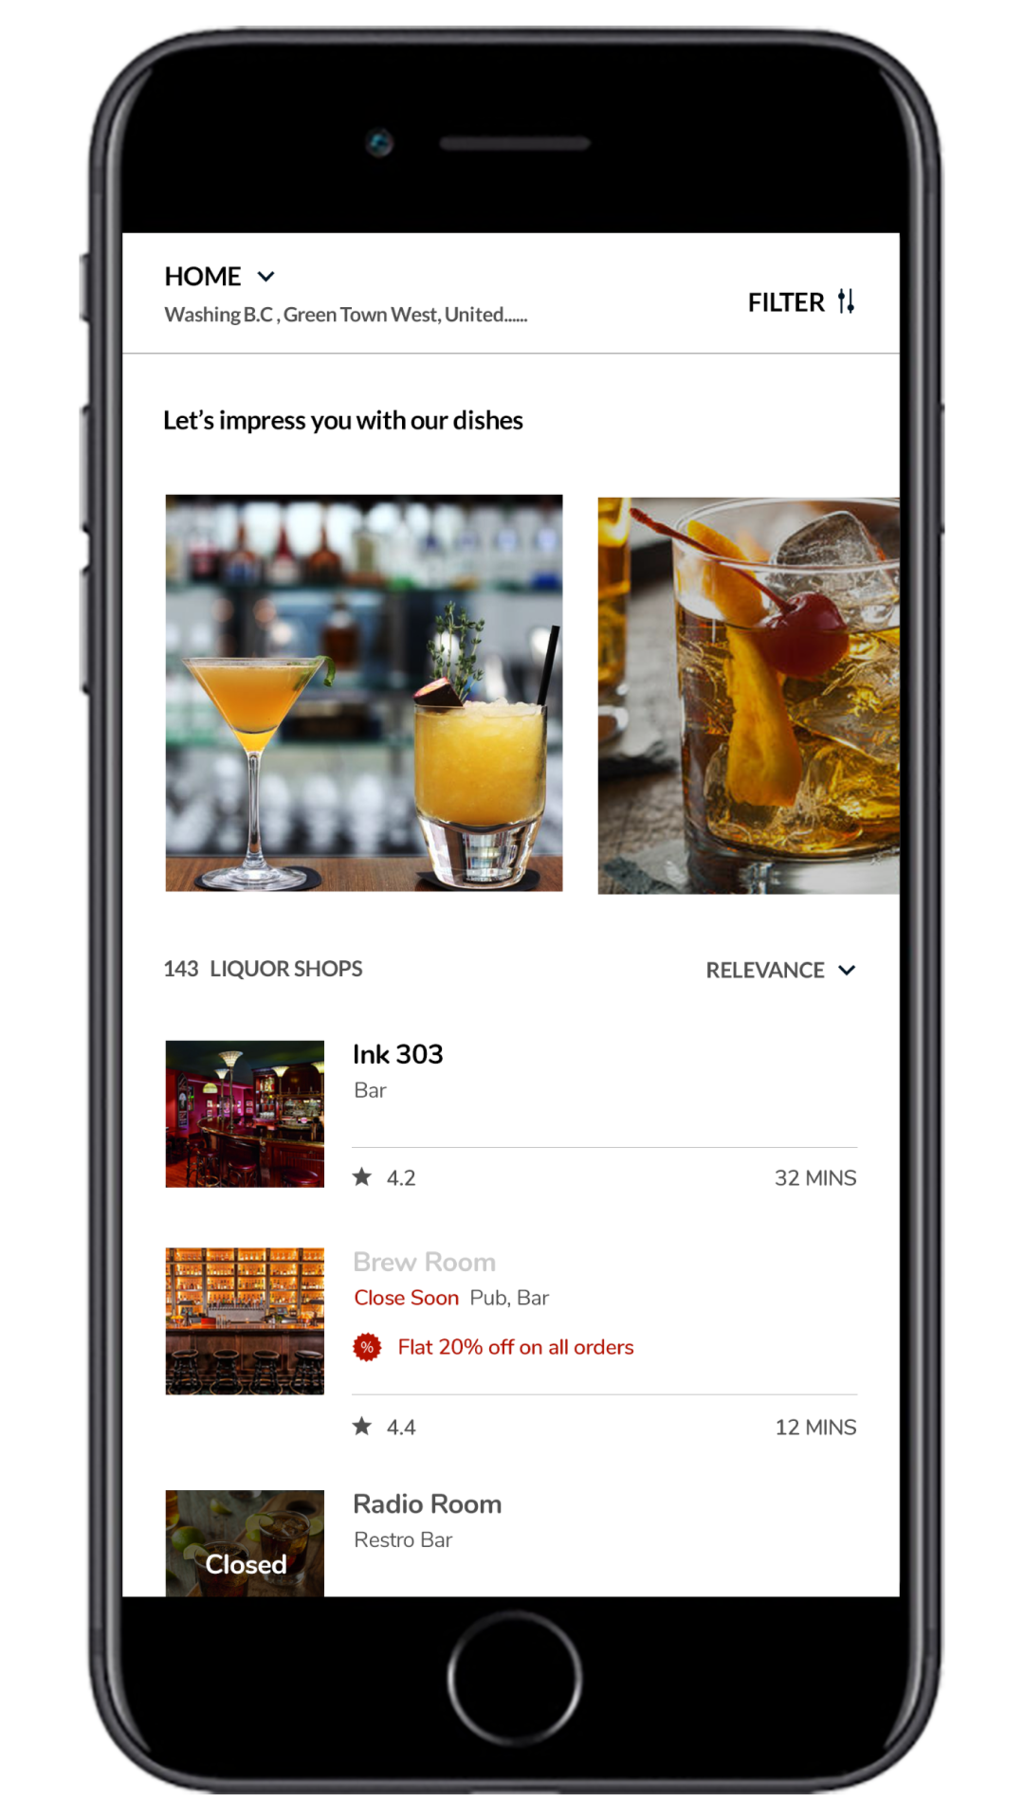 HOME
Washing B.C , Green Town West, United......
FILTER
Let’s impress you with our dishes
143 LIQUOR SHOPS
RELEVANCE
Ink 303
Bar
4.2
32 MINS
Brew Room
Close Soon Pub, Bar
% Flat 20% off on all orders
4.4
12 MINS
Radio Room
Restro Bar
Closed